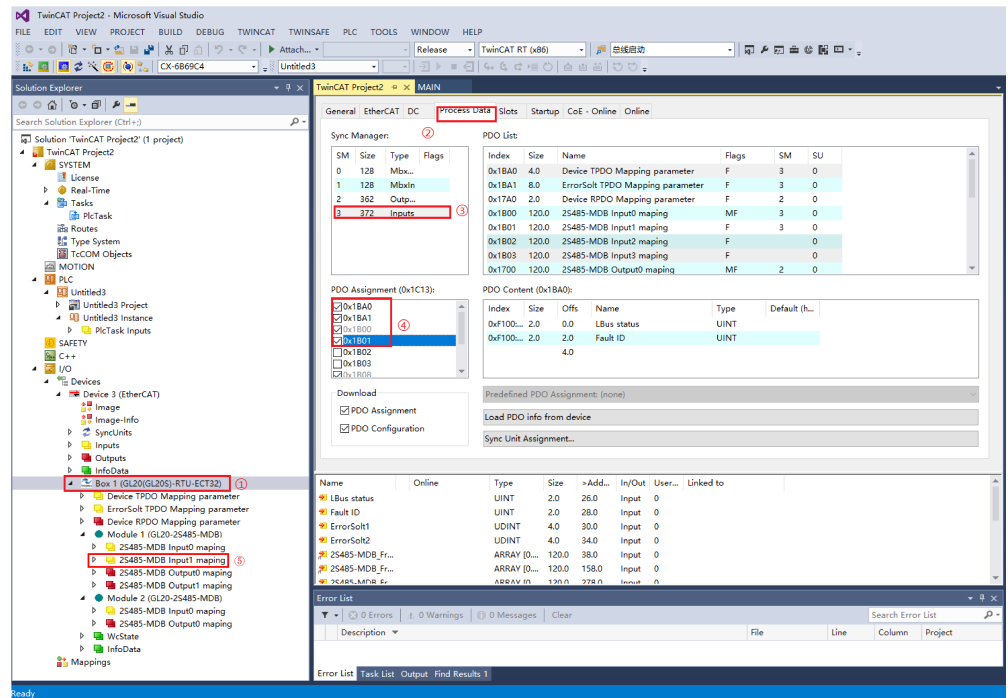 TwinCAT Project2 - Microsoft Visual Studio
FILE EDIT VIEW PROJECT BUILD DEBUG TWINCAT TWINSAFE PLC TOOLS WINDOW HELP
Attach... Release TwinCAT RT (x86) 总线启动
CX-6B69C4 Untitled3
Solution Explorer
Search Solution Explorer (Ctrl+;)
Solution 'TwinCAT Project2' (1 project)
TwinCAT Project2
SYSTEM
License
Real-Time
Tasks
PlcTask
Routes
Type System
TcCOM Objects
MOTION
PLC
Untitled3
Untitled3 Project
Untitled3 Instance
PlcTask Inputs
SAFETY
C++
I/O
Devices
Device 3 (EtherCAT)
Image
Image-Info
SyncUnits
Inputs
Outputs
InfoData
Box 1 (GL20(GL20S)-RTU-ECT32) ①
Device TPDO Mapping parameter
ErrorSolt TPDO Mapping parameter
Device RPDO Mapping parameter
Module 1 (GL20-2S485-MDB)
2S485-MDB Input0 maping
2S485-MDB Input1 maping ⑤
2S485-MDB Output0 maping
2S485-MDB Output1 maping
Module 2 (GL20-2S485-MDB)
2S485-MDB Input0 maping
2S485-MDB Output0 maping
WcState
InfoData
Mappings
TwinCAT Project2 MAIN
General EtherCAT DC Process Data Slots Startup CoE - Online Online
②
Sync Manager:
SM Size Type Flags
0 128 Mbx...
1 128 MbxIn
2 362 Outp...
3 372 Inputs ③
PDO List:
Index Size Name Flags SM SU
0x1BA0 4.0 Device TPDO Mapping parameter F 3 0
0x1BA1 8.0 ErrorSolt TPDO Mapping parameter F 3 0
0x17A0 2.0 Device RPDO Mapping parameter F 2 0
0x1B00 120.0 2S485-MDB Input0 maping MF 3 0
0x1B01 120.0 2S485-MDB Input1 maping F 3 0
0x1B02 120.0 2S485-MDB Input2 maping F 0
0x1B03 120.0 2S485-MDB Input3 maping F 0
0x1700 120.0 2S485-MDB Output0 maping MF 2 0
PDO Assignment (0x1C13):
0x1BA0
0x1BA1
0x1B00 ④
0x1B01
0x1B02
0x1B03
0x1B08
PDO Content (0x1BA0):
Index Size Offs Name Type Default (h...
0xF100:... 2.0 0.0 LBus status UINT
0xF100:... 2.0 2.0 Fault ID UINT
4.0
Download
PDO Assignment
PDO Configuration
Predefined PDO Assignment: (none)
Load PDO info from device
Sync Unit Assignment...
Name Online Type Size >Add... In/Out User... Linked to
LBus status UINT 2.0 26.0 Input 0
Fault ID UINT 2.0 28.0 Input 0
ErrorSolt1 UDINT 4.0 30.0 Input 0
ErrorSolt2 UDINT 4.0 34.0 Input 0
2S485-MDB_Fr... ARRAY [0.... 120.0 38.0 Input 0
2S485-MDB_Fr... ARRAY [0.... 120.0 158.0 Input 0
2S485-MDB_Fr... ARRAY [0.... 120.0 278.0 Input 0
Error List
0 Errors 0 Warnings 0 Messages Clear Search Error List
Description File Line Column Project
Error List Task List Output Find Results 1
Ready